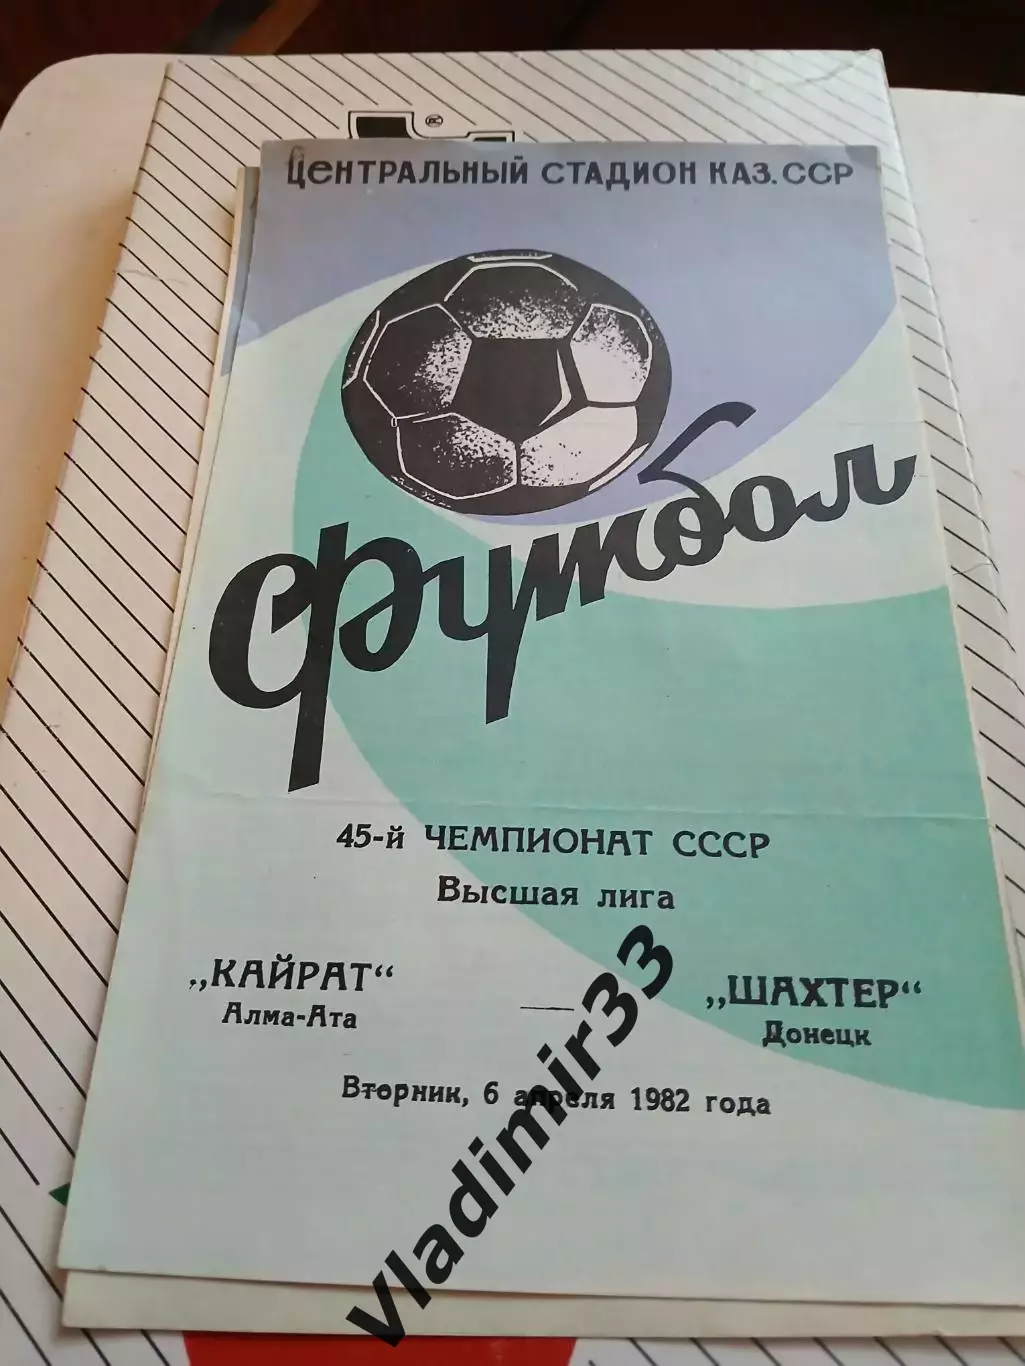 ЦЕНТРАЛЬНЫЙ СТАДИОН КАЗ. ССР
Футбол
45-й ЧЕМПИОНАТ СССР
Высшая лига
„КАЙРАТ“ — „ШАХТЕР“
Алма-Ата Донецк
Вторник, 6 апреля 1982 года
vladimir33
®